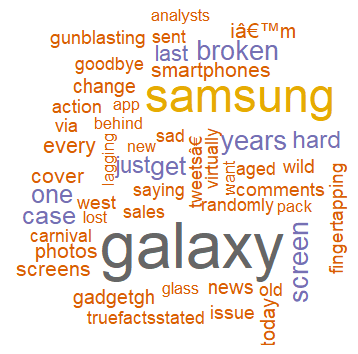 analysts
gunblasting sent iâ€™m
last broken
goodbye smartphones
change samsung
action app
via behind
every lagging new sad virtually years hard
just get tweetsâ€ want aged wild
cover saying comments
one west randomly pack
case lost sales
carnival galaxy screen fingertapping
photos
screens glass news old
gadgetgh issue today
truefactsstated